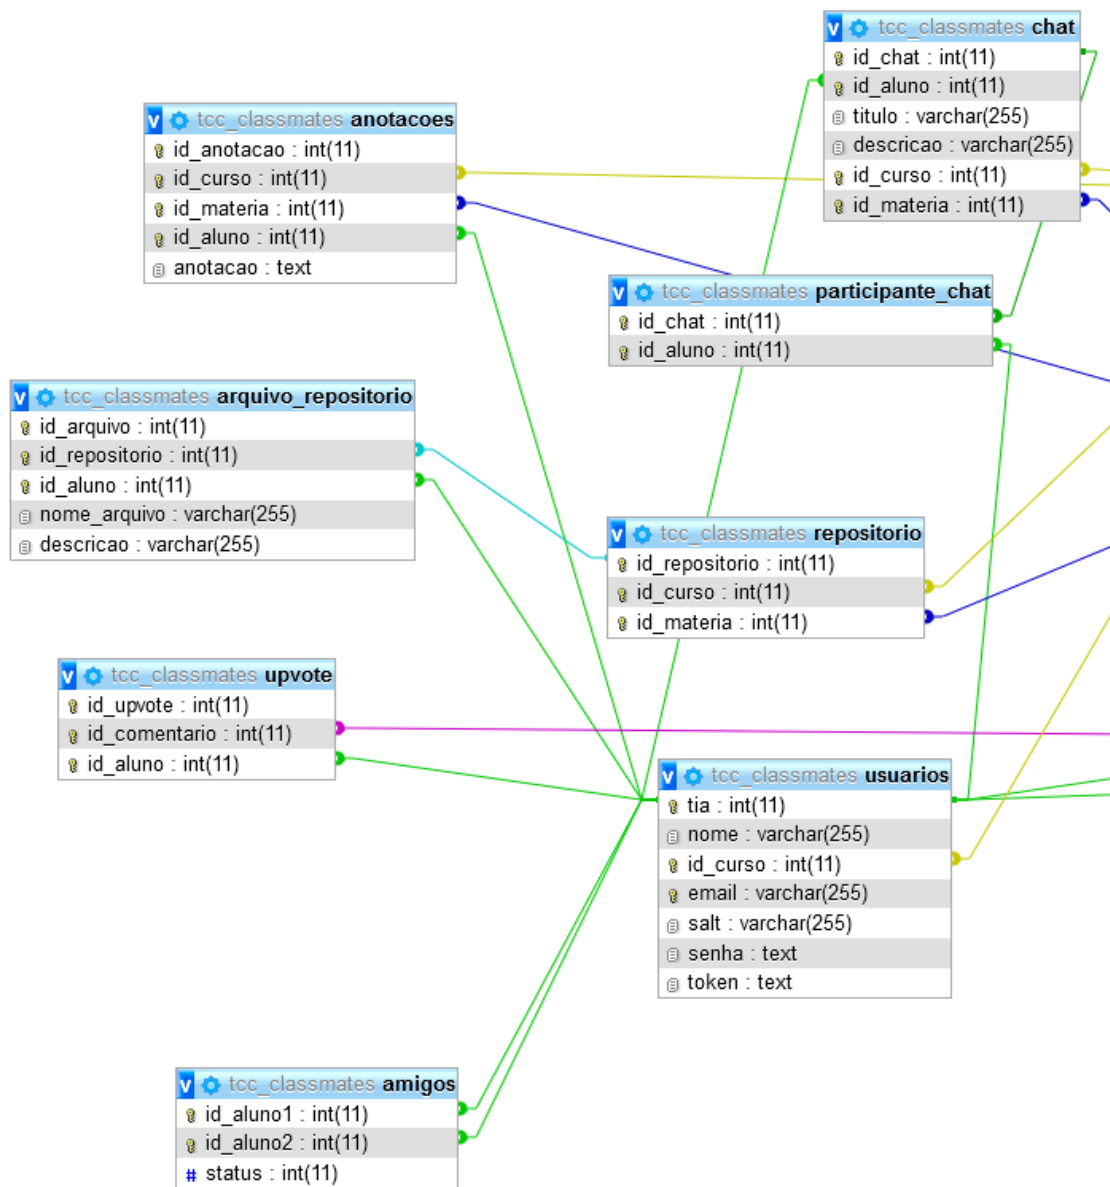 tcc_classmates chat
id_chat : int(11)
id_aluno : int(11)
titulo : varchar(255)
descricao : varchar(255)
id_curso : int(11)
id_materia : int(11)
tcc_classmates anotacoes
id_anotacao : int(11)
id_curso : int(11)
id_materia : int(11)
id_aluno : int(11)
anotacao : text
tcc_classmates participante_chat
id_chat : int(11)
id_aluno : int(11)
tcc_classmates arquivo_repositorio
id_arquivo : int(11)
id_repositorio : int(11)
id_aluno : int(11)
nome_arquivo : varchar(255)
descricao : varchar(255)
tcc_classmates repositorio
id_repositorio : int(11)
id_curso : int(11)
id_materia : int(11)
tcc_classmates upvote
id_upvote : int(11)
id_comentario : int(11)
id_aluno : int(11)
tcc_classmates usuarios
tia : int(11)
nome : varchar(255)
id_curso : int(11)
email : varchar(255)
salt : varchar(255)
senha : text
token : text
tcc_classmates amigos
id_aluno1 : int(11)
id_aluno2 : int(11)
# status : int(11)